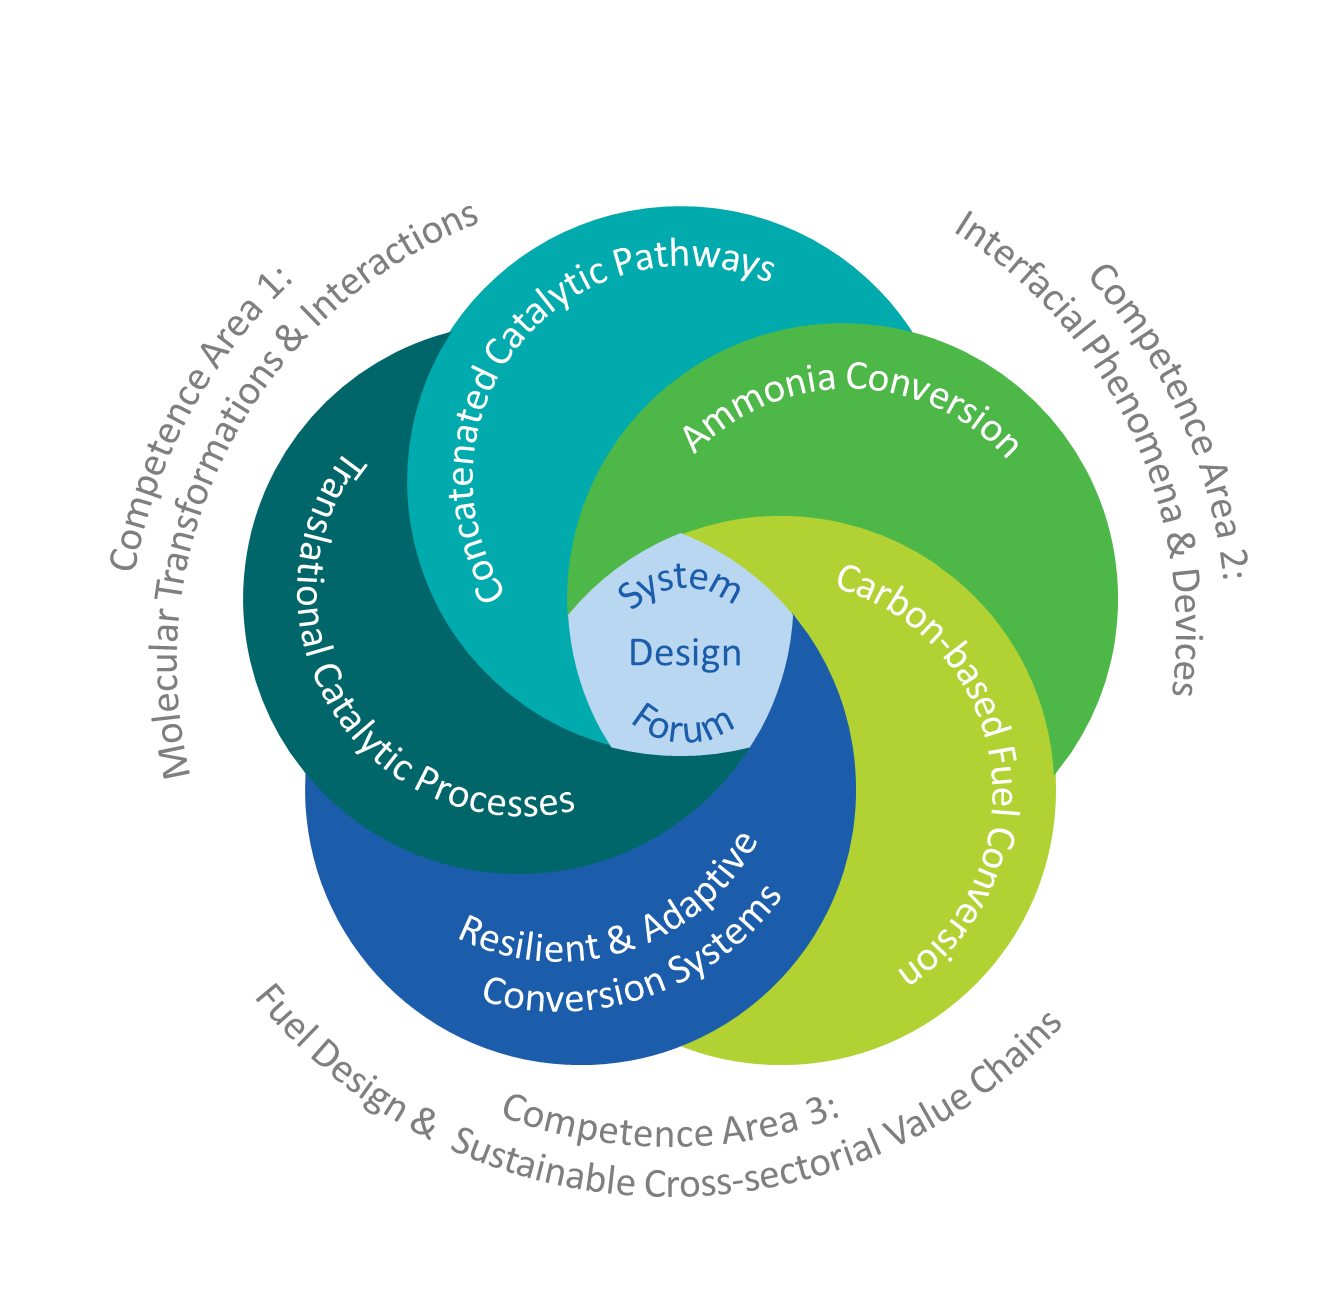 Competence Area 1:
Molecular Transformations & Interactions
Interfacial Phenomena & Devices
Competence Area 2:
Concatenated Catalytic Pathways
Ammonia Conversion
Translational Catalytic Processes
System
Design
Forum
Carbon-based Fuel Conversion
Resilient & Adaptive
Conversion Systems
Competence Area 3:
Fuel Design & Sustainable Cross-sectorial Value Chains